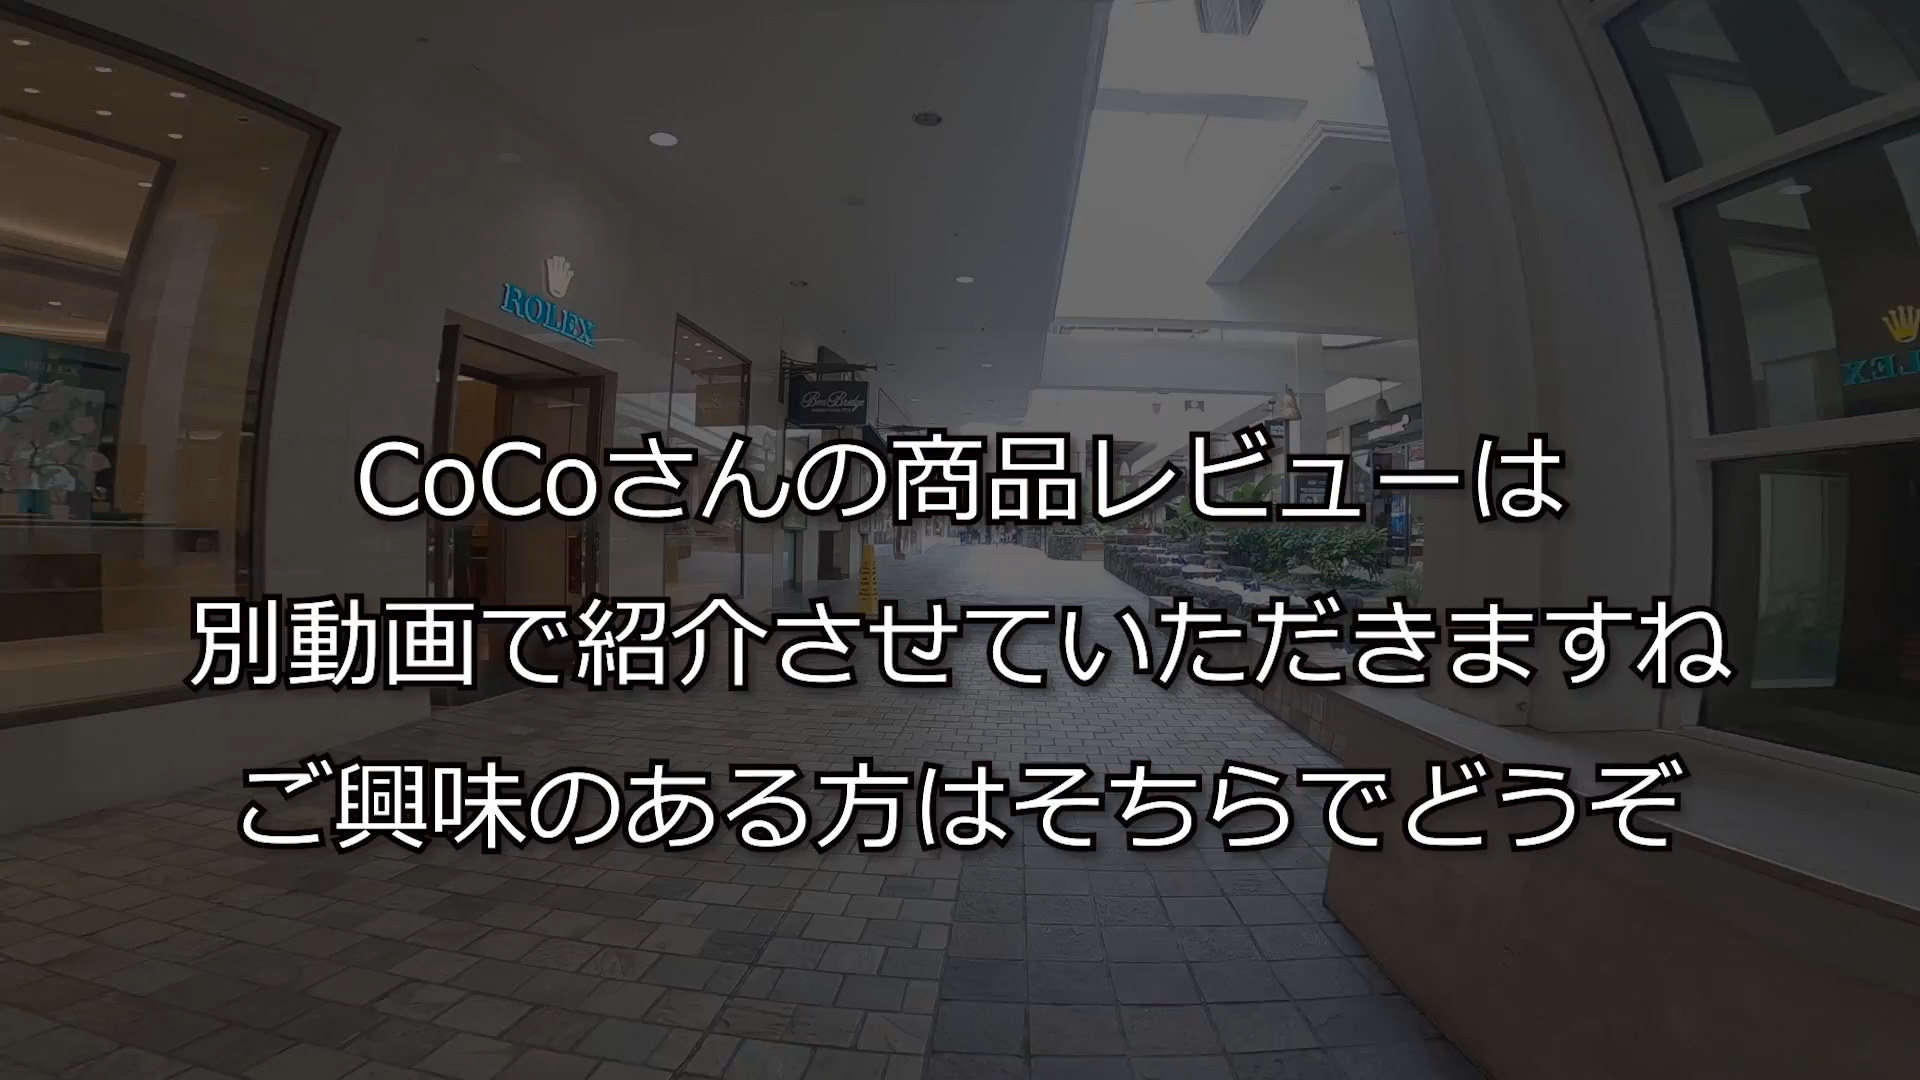 ROLEX
Ben Bridge
CoCoさんの商品レビューは
別動画で紹介させていただきますね
ご興味のある方はそちらでどうぞ